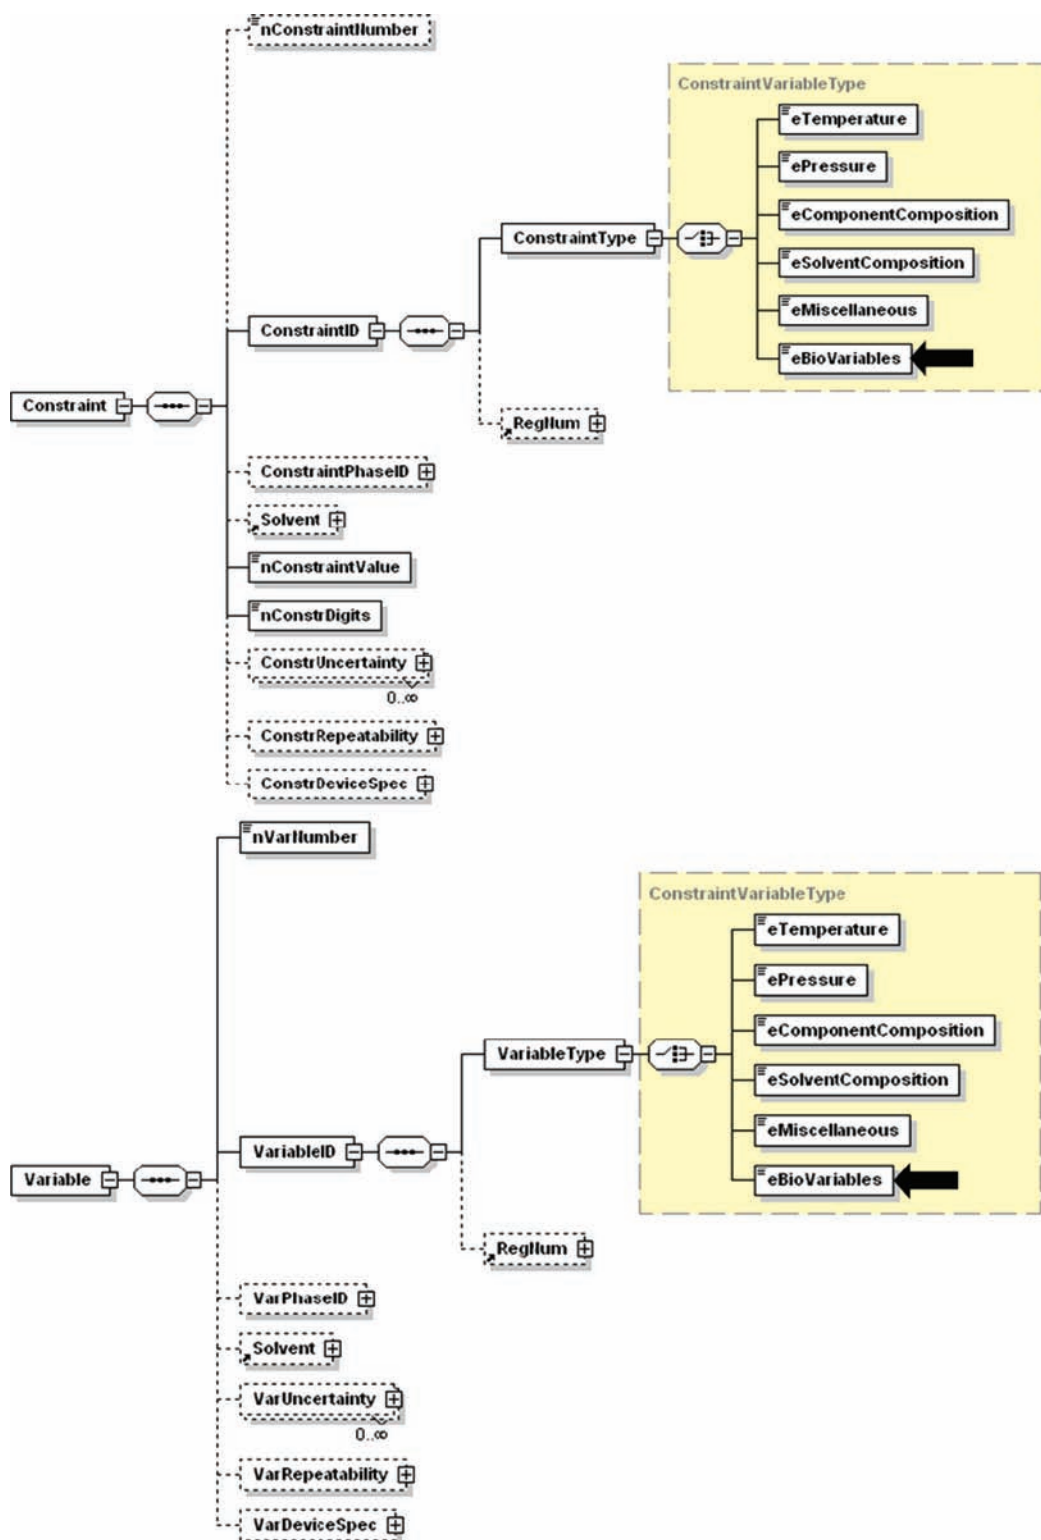 nConstraintNumber
ConstraintVariableType
eTemperature
ePressure
eComponentComposition
ConstraintType
eSolventComposition
eMiscellaneous
ConstraintID
eBioVariables
Constraint
RegNum
ConstraintPhaseID
Solvent
nConstraintValue
nConstrDigits
ConstrUncertainty
0..∞
ConstrRepeatability
ConstrDeviceSpec
nVarNumber
ConstraintVariableType
eTemperature
ePressure
eComponentComposition
VariableType
eSolventComposition
eMiscellaneous
VariableID
eBioVariables
Variable
RegNum
VarPhaseID
Solvent
VarUncertainty
0..∞
VarRepeatability
VarDeviceSpec